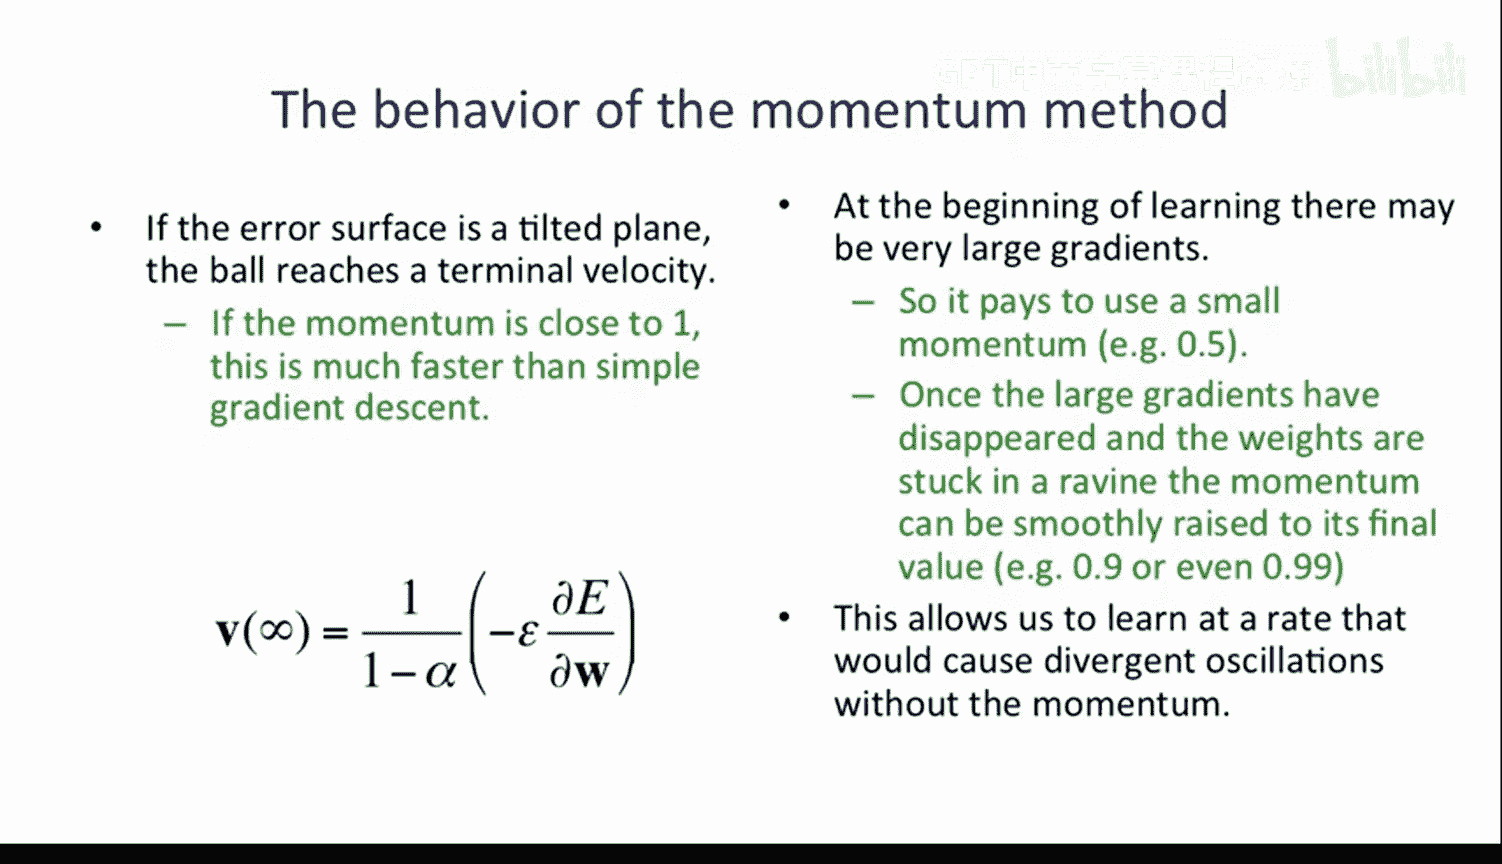 bilibili
The behavior of the momentum method
• If the error surface is a tilted plane,
the ball reaches a terminal velocity.
– If the momentum is close to 1,
this is much faster than simple
gradient descent.
v(∞) = \frac{1}{1-α} \left( -ε \frac{∂E}{∂w} \right)
• At the beginning of learning there may
be very large gradients.
– So it pays to use a small
momentum (e.g. 0.5).
– Once the large gradients have
disappeared and the weights are
stuck in a ravine the momentum
can be smoothly raised to its final
value (e.g. 0.9 or even 0.99)
• This allows us to learn at a rate that
would cause divergent oscillations
without the momentum.